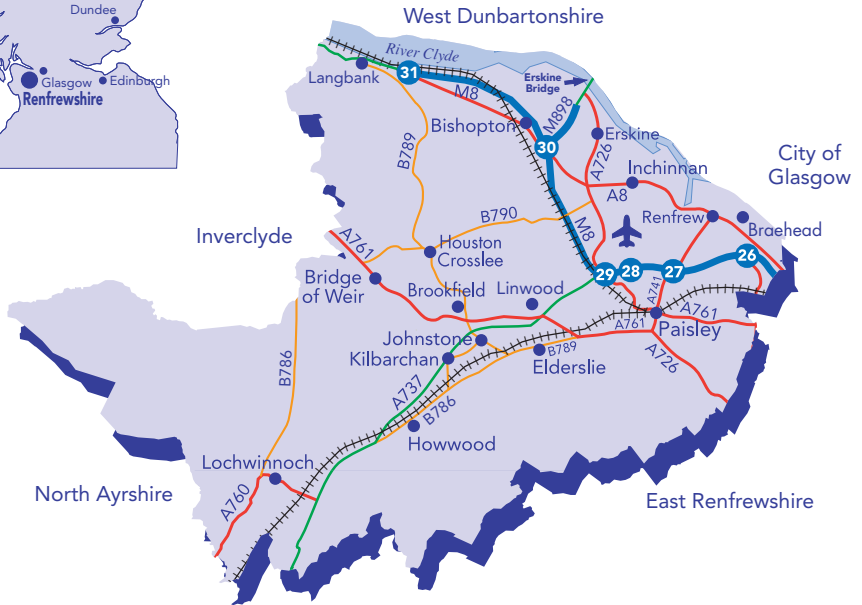 Dundee
Glasgow
Edinburgh
Renfrewshire
West Dunbartonshire
River Clyde
Langbank
31
M8
Erskine
Bridge
M898
Bishopton
30
Erskine
B789
A726
Inchinnan
A8
City of
Glasgow
Renfrew
Braehead
B790
M8
Inverclyde
A761
Houston
Crosslee
26
Bridge
of Weir
29
28
27
Brookfield
Linwood
A741
A761
A761
Paisley
Johnstone
Kilbarchan
B789
Elderslie
A726
B786
A737
B786
Howwood
Lochwinnoch
A760
North Ayrshire
East Renfrewshire